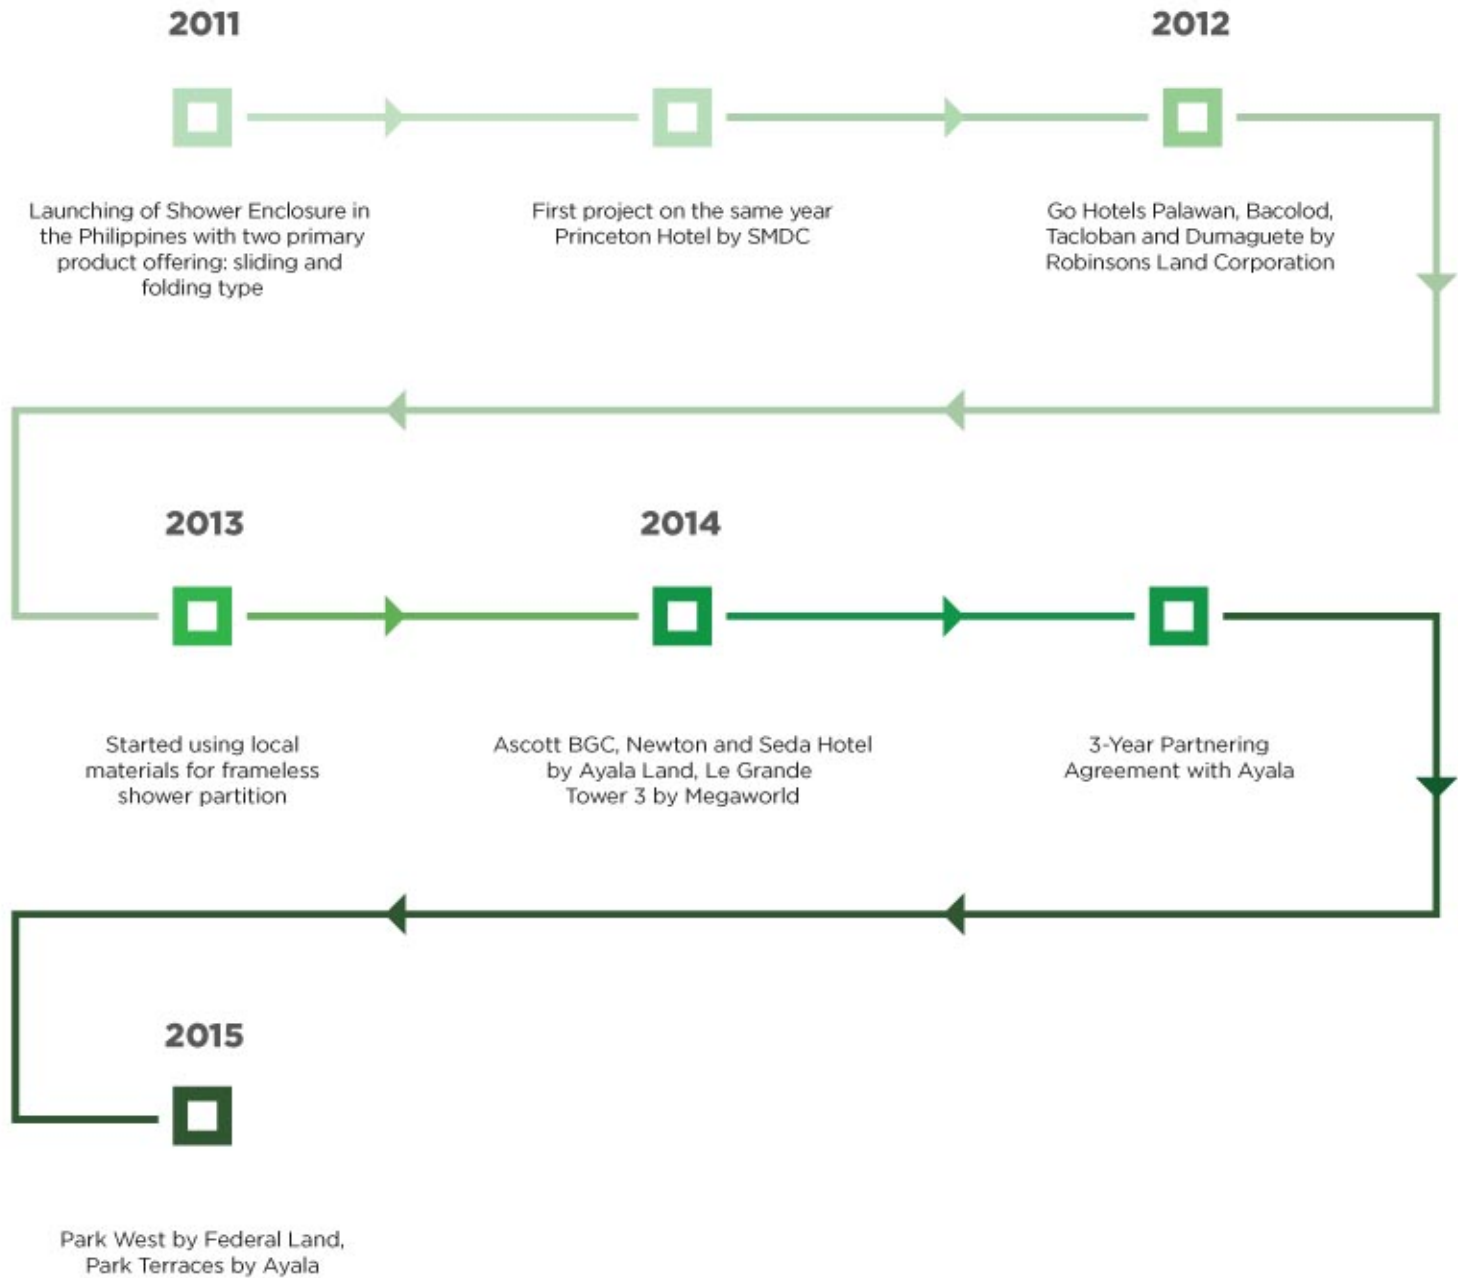 2011
Launching of Shower Enclosure in
the Philippines with two primary
product offering: sliding and
folding type
First project on the same year
Princeton Hotel by SMDC
2012
Go Hotels Palawan, Bacolod,
Tacloban and Dumaguete by
Robinsons Land Corporation
2013
Started using local
materials for frameless
shower partition
2014
Ascott BGC, Newton and Seda Hotel
by Ayala Land, Le Grande
Tower 3 by Megaworld
3-Year Partnering
Agreement with Ayala
2015
Park West by Federal Land,
Park Terraces by Ayala